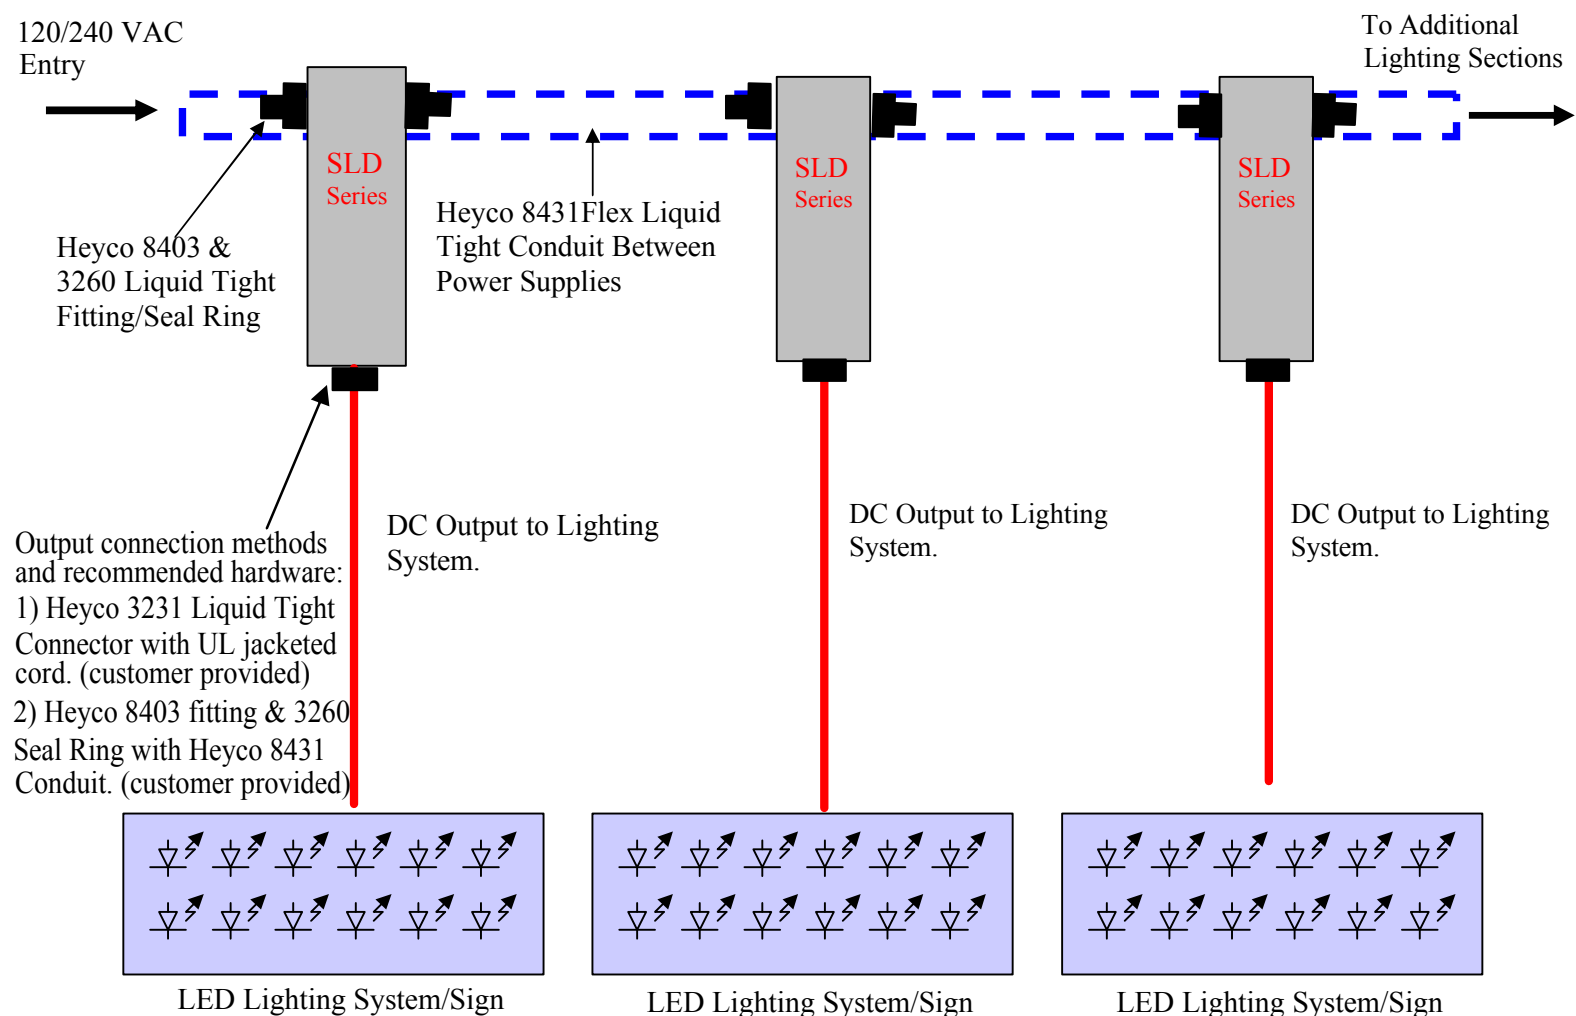 120/240 VAC
Entry
To Additional
Lighting Sections
SLD
Series
SLD
Series
SLD
Series
Heyco 8403 &
3260 Liquid Tight
Fitting/Seal Ring
Heyco 8431Flex Liquid
Tight Conduit Between
Power Supplies
Output connection methods
and recommended hardware:
1) Heyco 3231 Liquid Tight
Connector with UL jacketed
cord. (customer provided)
2) Heyco 8403 fitting & 3260
Seal Ring with Heyco 8431
Conduit. (customer provided)
DC Output to Lighting
System.
DC Output to Lighting
System.
DC Output to Lighting
System.
LED Lighting System/Sign
LED Lighting System/Sign
LED Lighting System/Sign